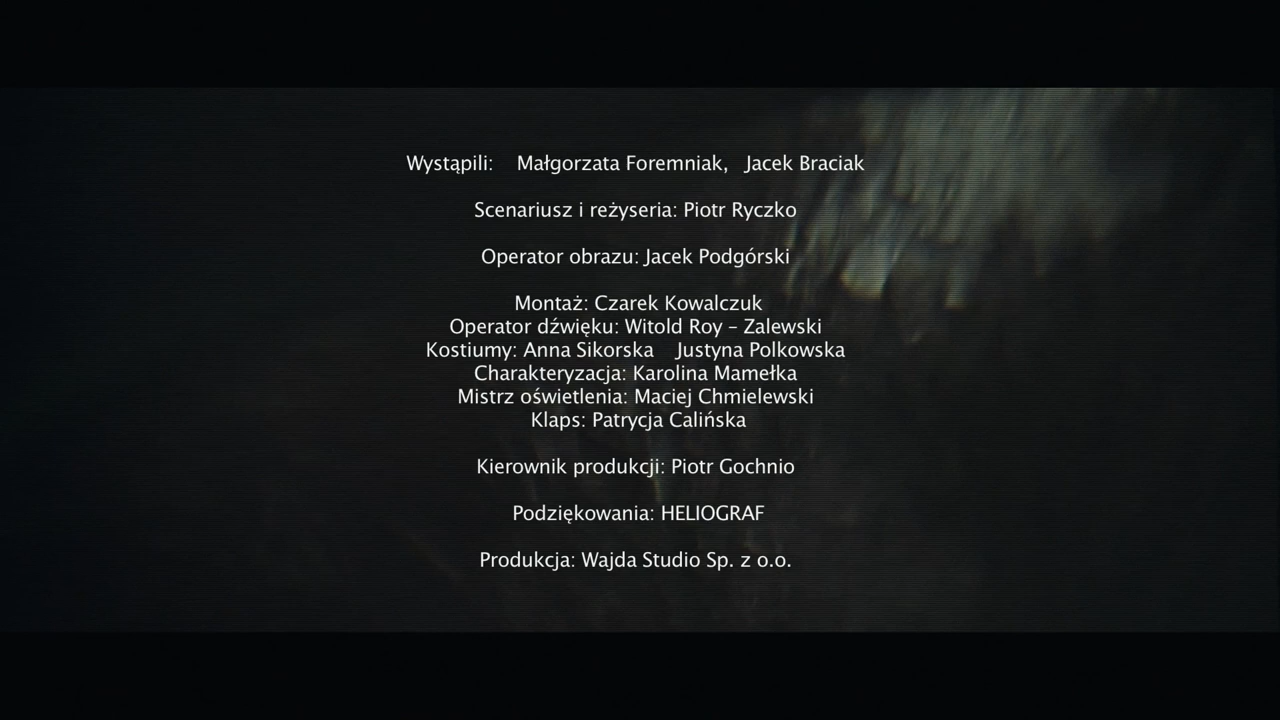 Wystąpili: Małgorzata Foremniak, Jacek Braciak
Scenariusz i reżyseria: Piotr Ryczko
Operator obrazu: Jacek Podgórski
Montaż: Czarek Kowalczuk
Operator dźwięku: Witold Roy – Zalewski
Kostiumy: Anna Sikorska Justyna Polkowska
Charakteryzacja: Karolina Mamełka
Mistrz oświetlenia: Maciej Chmielewski
Klaps: Patrycja Calińska
Kierownik produkcji: Piotr Gochnio
Podziękowania: HELIOGRAF
Produkcja: Wajda Studio Sp. z o.o.